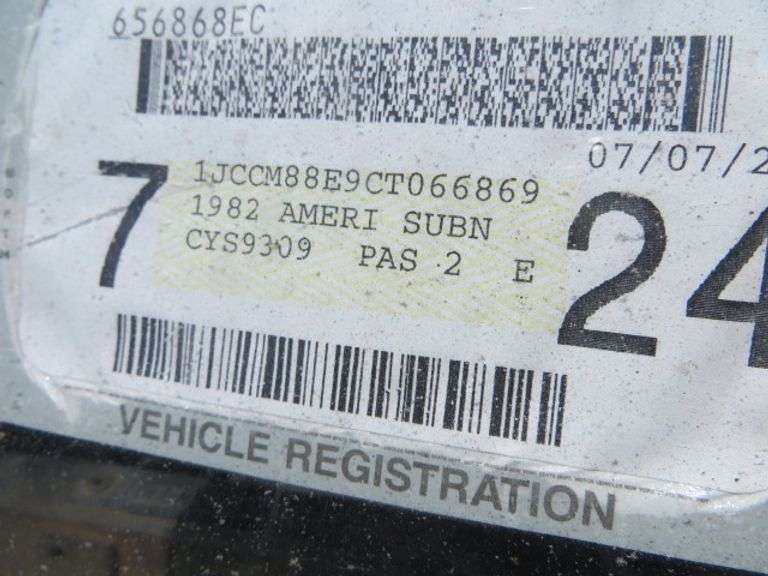 656868EC
07/07/2
7
1JCCM88E9CT066869
1982 AMERI SUBN
CYS9309 PAS 2 E
24
VEHICLE REGISTRATION